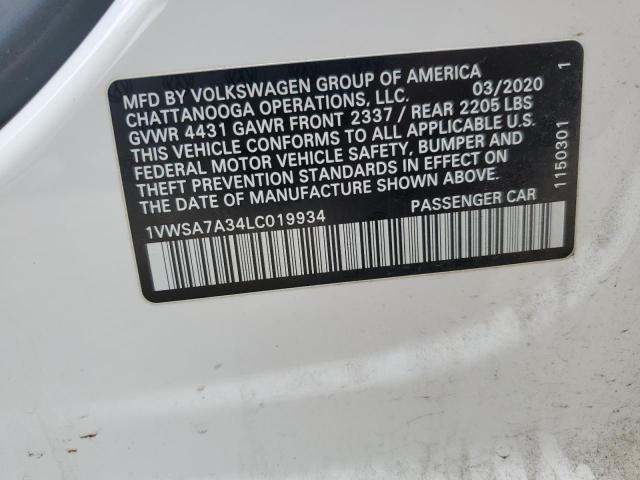 MFD BY VOLKSWAGEN GROUP OF AMERICA 03/2020 1
CHATTANOOGA OPERATIONS, LLC.
GVWR 4431 GAWR FRONT 2337 / REAR 2205 LBS
THIS VEHICLE CONFORMS TO ALL APPLICABLE U.S.
FEDERAL MOTOR VEHICLE SAFETY, BUMPER AND
THEFT PREVENTION STANDARDS IN EFFECT ON
THE DATE OF MANUFACTURE SHOWN ABOVE.
1VWSA7A34LC019934 PASSENGER CAR
1150301